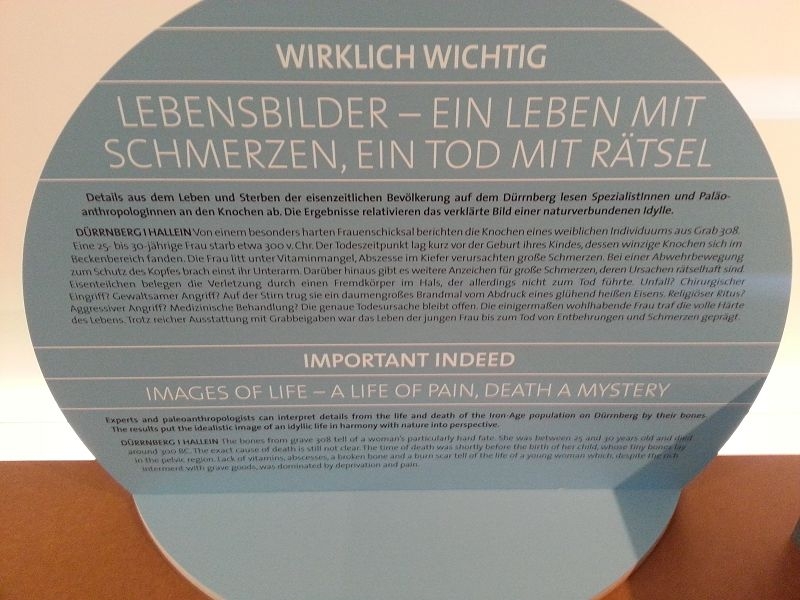 WIRKLICH WICHTIG
LEBENSBILDER – EIN LEBEN MIT
SCHMERZEN, EIN TOD MIT RÄTSEL
Details aus dem Leben und Sterben der eisenzeitlichen Bevölkerung auf dem Dürrnberg lesen SpezialistInnen und Paläo-
anthropologInnen an den Knochen ab. Die Ergebnisse relativieren das verklärte Bild einer naturverbundenen Idylle.
DÜRRNBERG | HALLEIN Von einem besonders harten Frauenschicksal berichten die Knochen eines weiblichen Individuums aus Grab 308.
Eine 25- bis 30-jährige Frau starb etwa 300 v. Chr. Der Todeszeitpunkt lag kurz vor der Geburt ihres Kindes, dessen winzige Knochen sich im
Beckenbereich fanden. Die Frau litt unter Vitaminmangel, Abszesse im Kiefer verursachten große Schmerzen. Bei einer Abwehrbewegung
zum Schutz des Kopfes brach einst ihr Unterarm. Darüber hinaus gibt es weitere Anzeichen für große Schmerzen, deren Ursachen rätselhaft sind.
Eisenteilchen belegen die Verletzung durch einen Fremdkörper im Hals, der allerdings nicht zum Tod führte. Unfall? Chirurgischer
Eingriff? Gewaltsamer Angriff? Auf der Stirn trug sie ein daumengroßes Brandmal vom Abdruck eines glühend heißen Eisens. Religiöser Ritus?
Aggressiver Angriff? Medizinische Behandlung? Die genaue Todesursache bleibt offen. Die einigermaßen wohlhabende Frau traf die volle Härte
des Lebens. Trotz reicher Ausstattung mit Grabbeigaben war das Leben der jungen Frau bis zum Tod von Entbehrungen und Schmerzen geprägt.
IMPORTANT INDEED
IMAGES OF LIFE – A LIFE OF PAIN, DEATH A MYSTERY
Experts and paleoanthropologists can interpret details from the life and death of the Iron-Age population on Dürrnberg by their bones.
The results put the idealistic image of an idyllic life in harmony with nature into perspective.
DÜRRNBERG | HALLEIN The bones from grave 308 tell of a woman's particularly hard fate. She was between 25 and 30 years old and died
around 300 BC. The exact cause of death is still not clear. The time of death was shortly before the birth of her child, whose tiny bones lay
in the pelvic region. Lack of vitamins, abscesses, a broken bone and a burn scar tell of the life of a young woman which, despite the rich
interment with grave goods, was dominated by deprivation and pain.